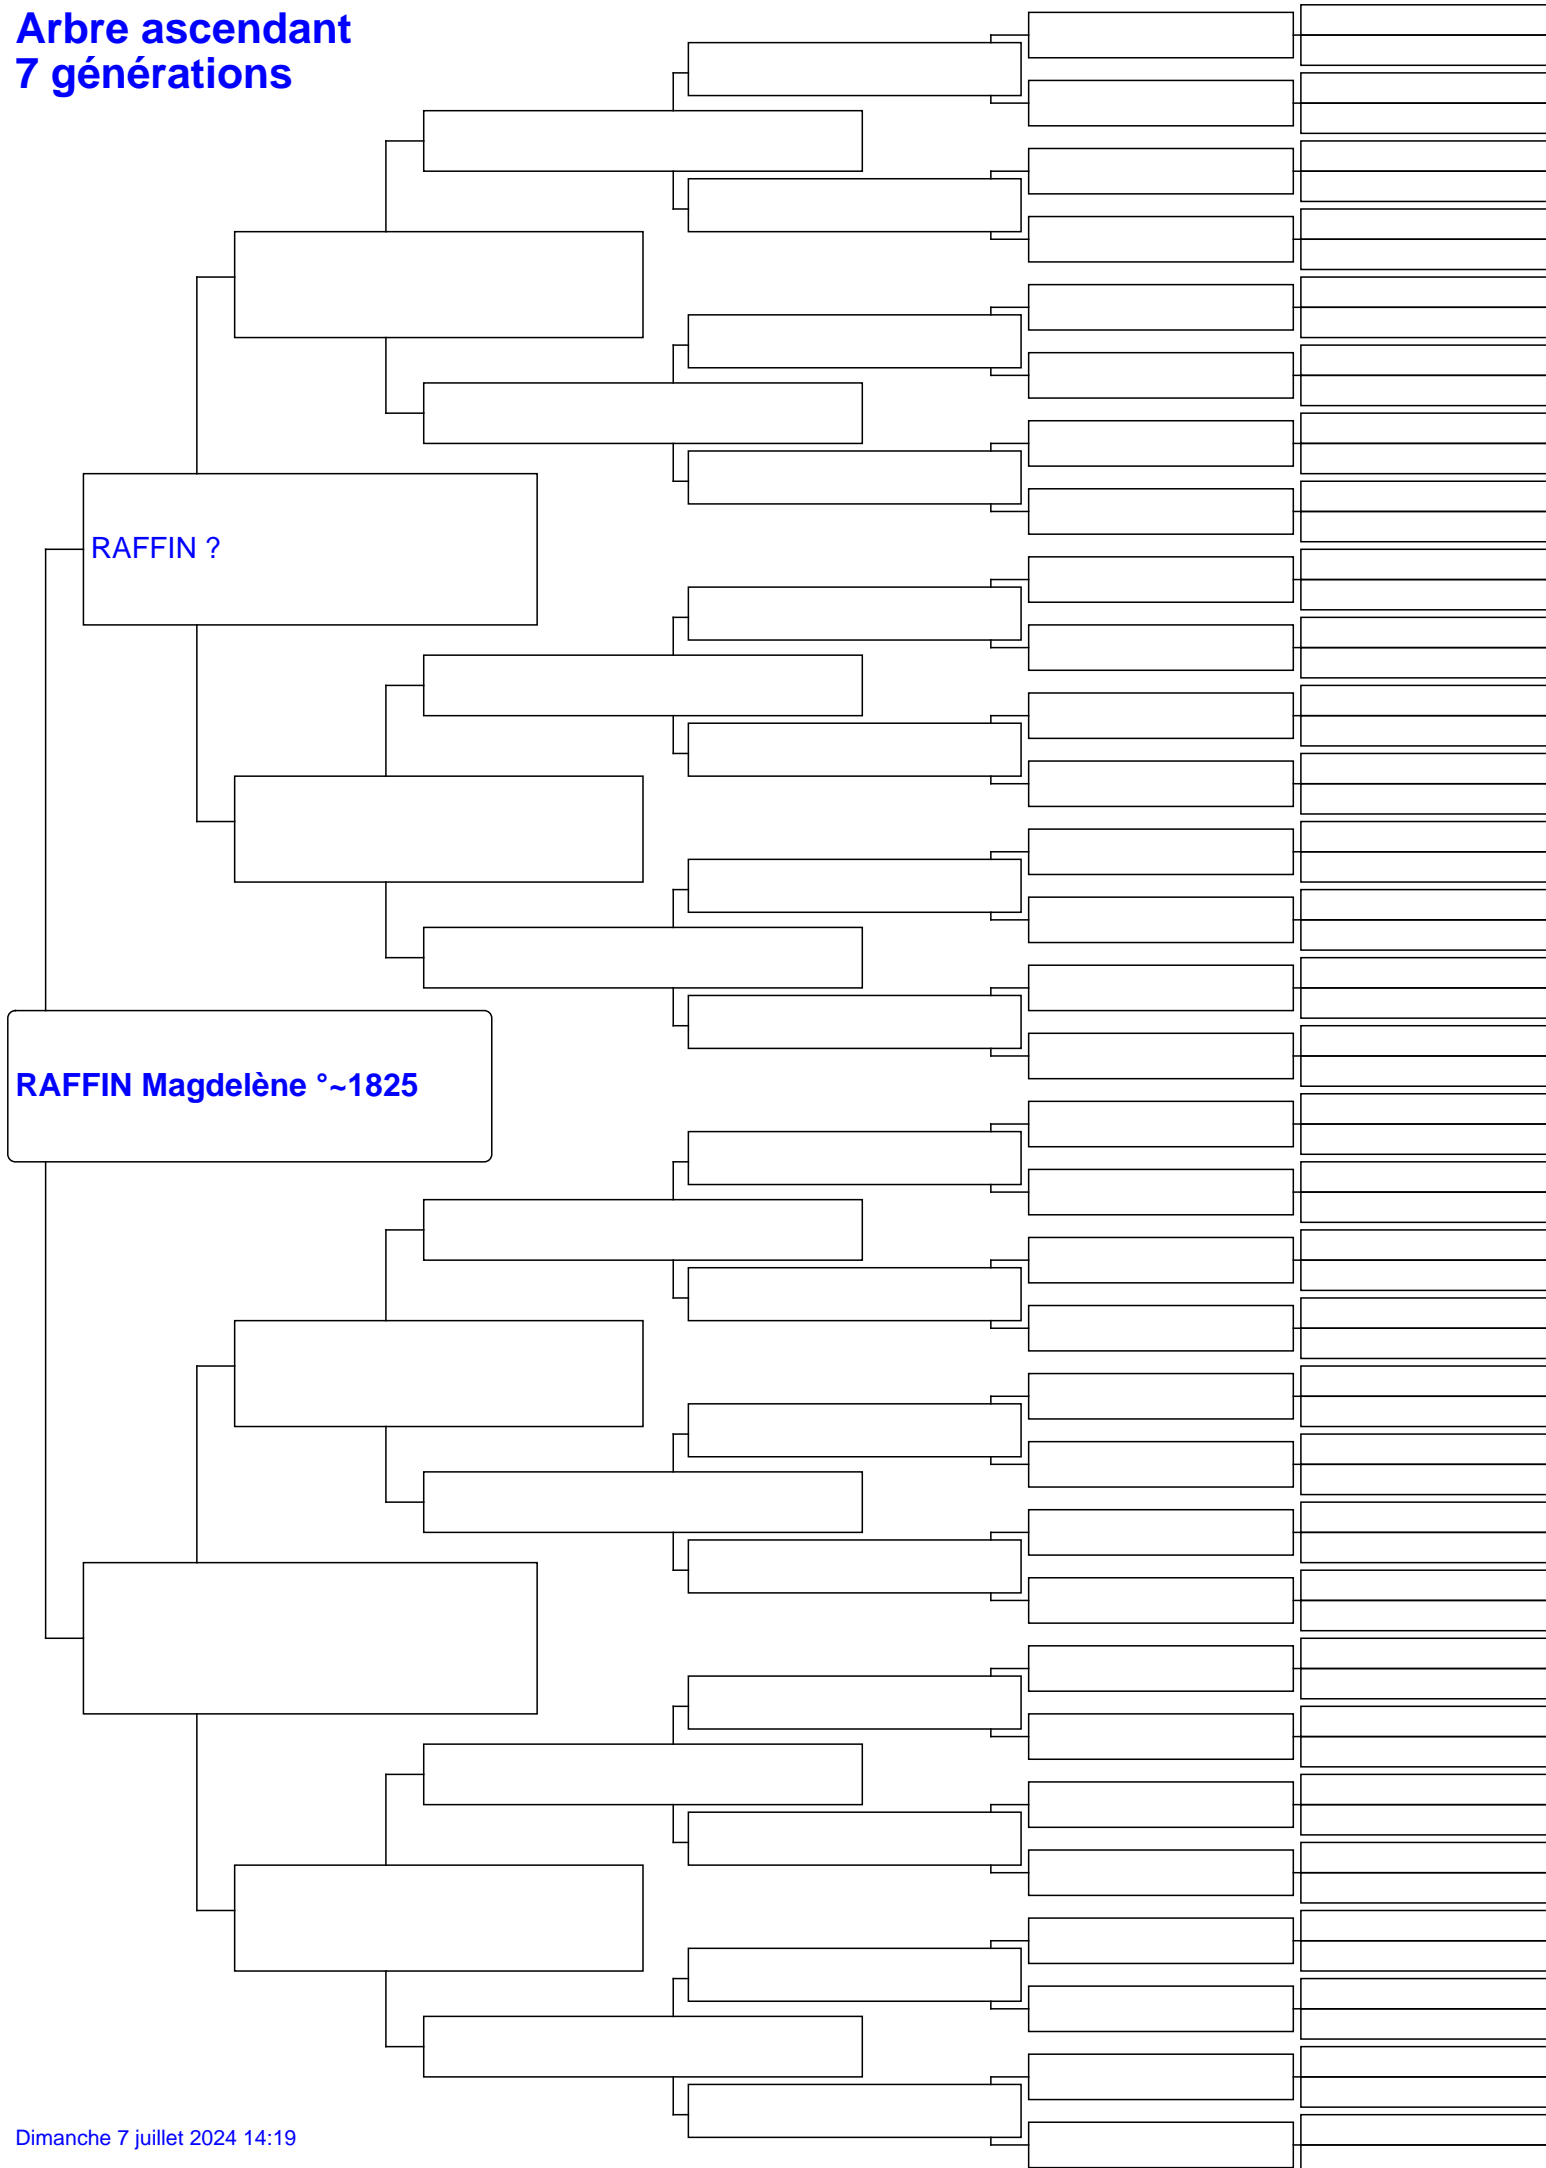 Arbre ascendant
7 générations
RAFFIN ?
RAFFIN Magdelène °~1825
Dimanche 7 juillet 2024 14:19